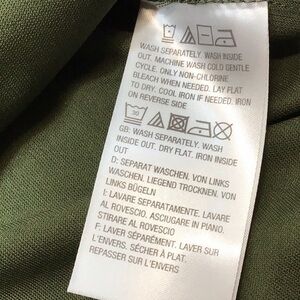 WASH SEPARATELY. WASH INSIDE
OUT. MACHINE WASH COLD GENTLE
CYCLE. ONLY NON-CHLORINE
BLEACH WHEN NEEDED. LAY FLAT
TO DRY. COOL IRON IF NEEDED. IRON
ON REVERSE SIDE
30
GB: WASH SEPARATELY. WASH
INSIDE OUT. DRY FLAT. IRON INSIDE
OUT
D: SEPARAT WASCHEN. VON LINKS
WASCHEN. LIEGEND TROCKNEN. VON
LINKS BÜGELN
I: LAVARE SEPARATAMENTE. LAVARE
AL ROVESCIO. ASCIUGARE IN PIANO.
STIRARE AL ROVESCIO
F: LAVER SÉPARÉMENT. LAVER SUR
L'ENVERS. SÉCHER À PLAT.
REPASSER SUR L'ENVERS